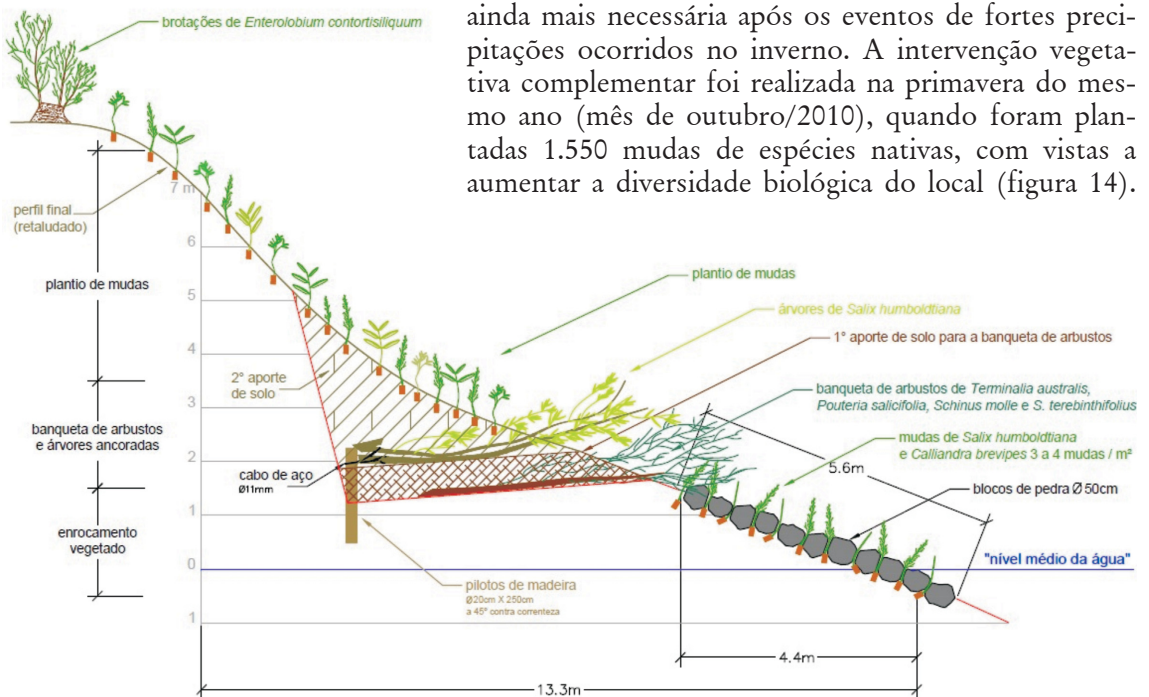 ainda mais necessária após os eventos de fortes preci-
pitações ocorridos no inverno. A intervenção vegeta-
tiva complementar foi realizada na primavera do mes-
mo ano (mês de outubro/2010), quando foram plan-
tadas 1.550 mudas de espécies nativas, com vistas a
aumentar a diversidade biológica do local (figura 14).
brotações de Enterolobium contortisiliquum
7 m
perfil final
(retaludado)
6
plantio de mudas
5
4
3
2
1
0
1
2° aporte
de solo
banqueta de arbustos
e árvores ancoradas
cabo de aço
Ø11mm
enrocamento
vegetado
pilotos de madeira
Ø20cm X 250cm
a 45° contra correnteza
plantio de mudas
árvores de Salix humboldtiana
1° aporte de solo para a banqueta de arbustos
banqueta de arbustos de Terminalia australis,
Pouteria salicifolia, Schinus molle e S. terebinthifolius
mudas de Salix humboldtiana
e Calliandra brevipes 3 a 4 mudas / m²
5.6m
blocos de pedra Ø 50cm
"nível médio da água"
4.4m
13.3m